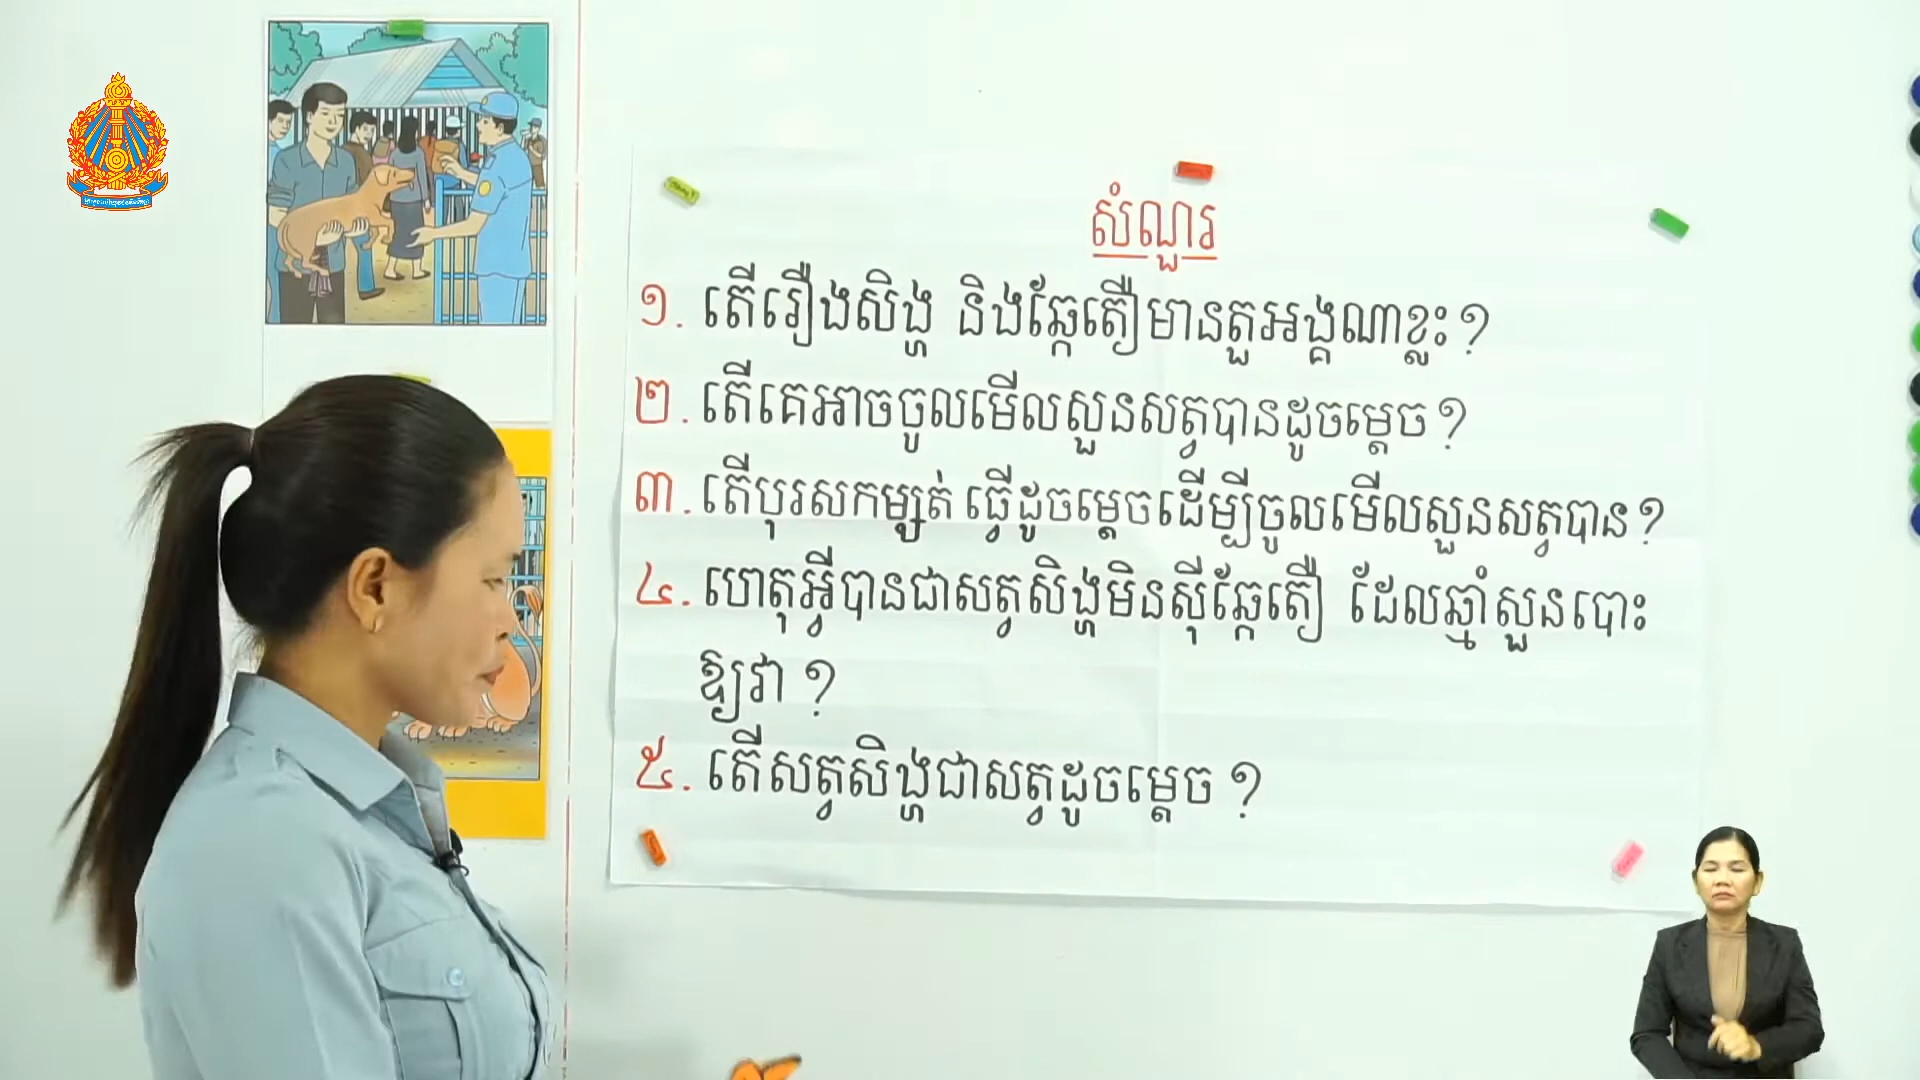 សំណួរ
១. តើរឿងសិង្ហ និងឆ្កែតឿមានតួអង្គណាខ្លះ?
២. តើគេអាចចូលមើលសួនសត្វបានដូចម្ដេច?
៣. តើបុរសកម្សត់ ធ្វើដូចម្ដេចដើម្បីចូលមើលសួនសត្វបាន?
៤. ហេតុអ្វីបានជាសត្វសិង្ហមិនស៊ីឆ្កែតឿ ដែលឆ្មាំសួនបោះ
ឱ្យវា?
៥. តើសត្វសិង្ហជាសត្វដូចម្ដេច?